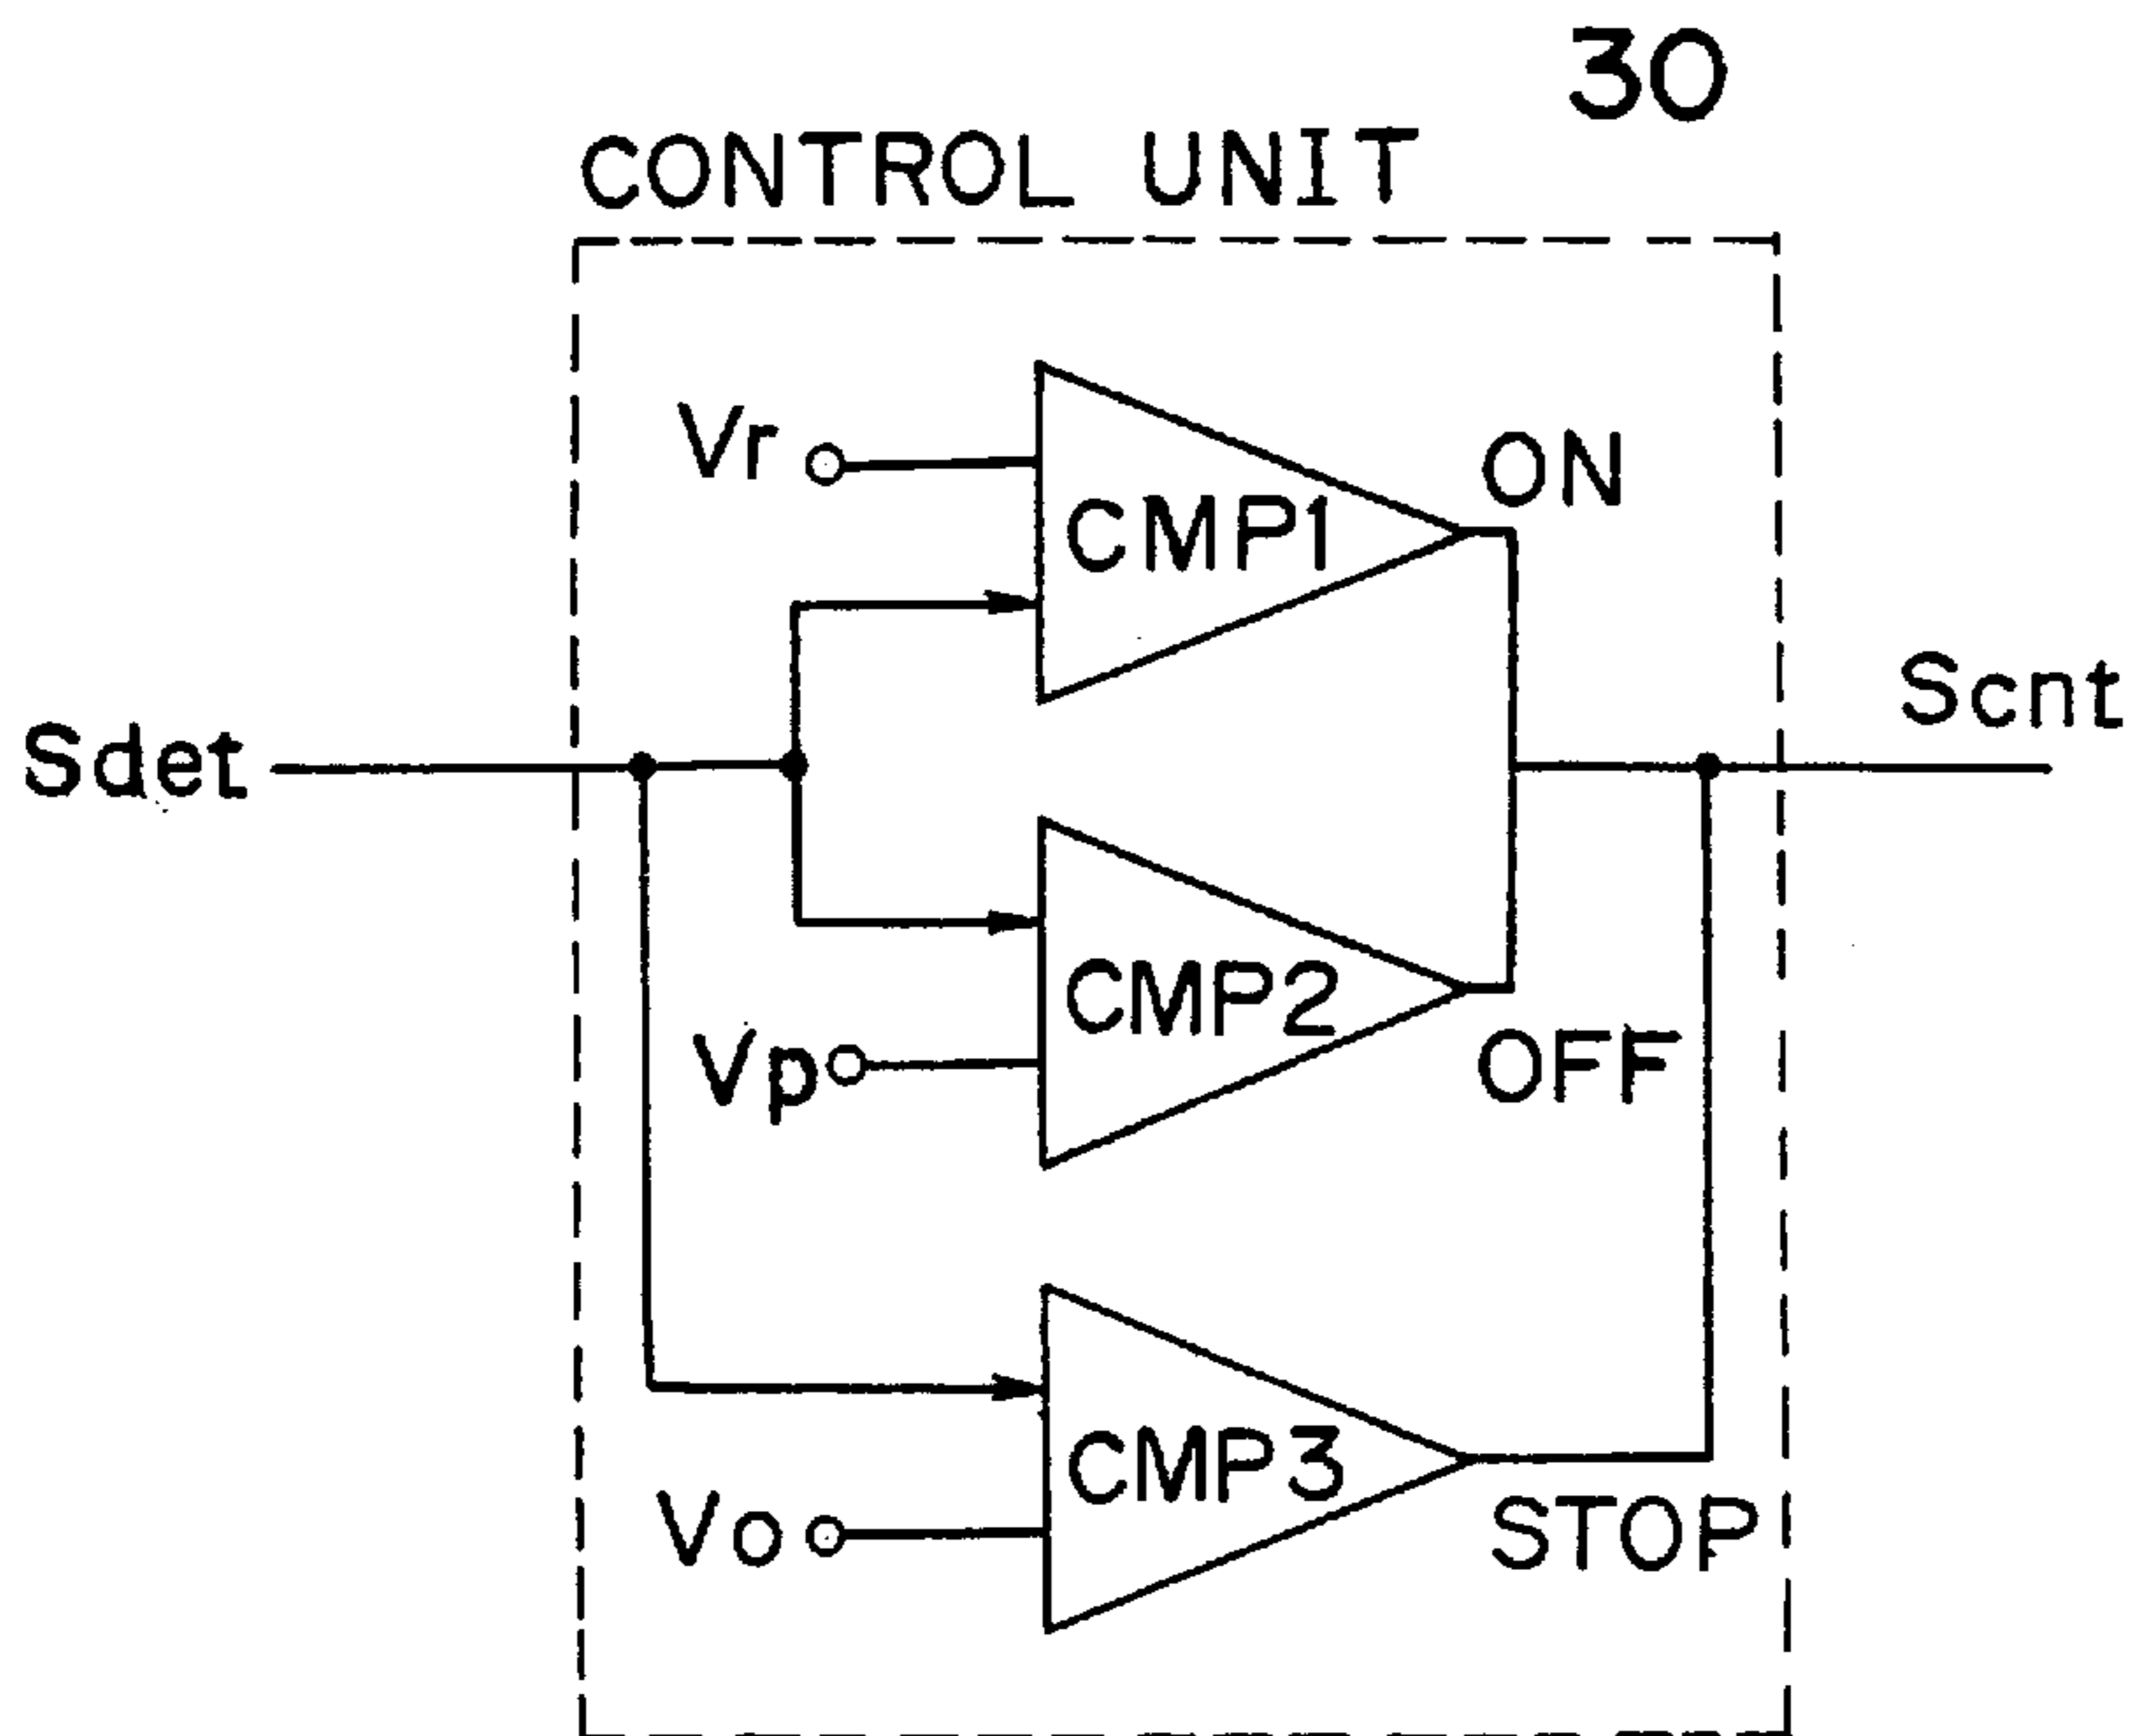 30
CONTROL UNIT
Vr
CMP1
ON
Sdet
Scnt
CMP2
Vp
OFF
CMP3
Vo
STOP